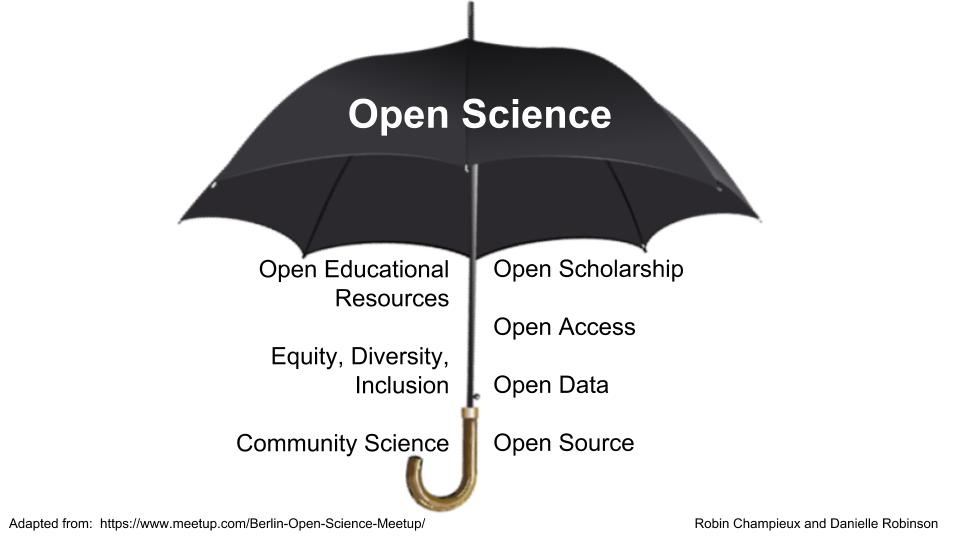 Open Science
Open Educational
Resources
Equity, Diversity,
Inclusion
Community Science
Open Scholarship
Open Access
Open Data
Open Source
Adapted from:  https://www.meetup.com/Berlin-Open-Science-Meetup/
Robin Champieux and Danielle Robinson